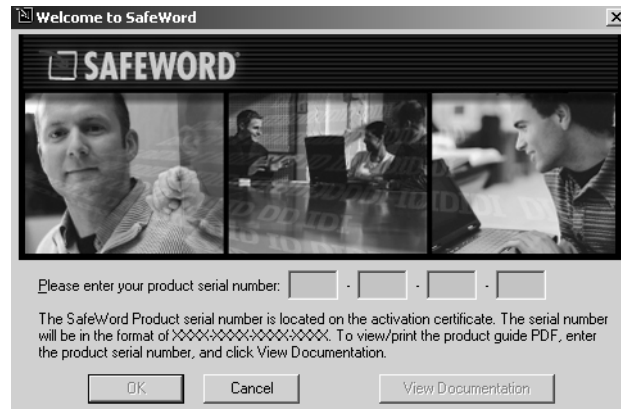 Welcome to SafeWord
SAFEWORD®
Please enter your product serial number: - - -
The SafeWord Product serial number is located on the activation certificate. The serial number
will be in the format of XXXX-XXXX-XXXX-XXXX. To view/print the product guide PDF, enter
the product serial number, and click View Documentation.
OK Cancel View Documentation